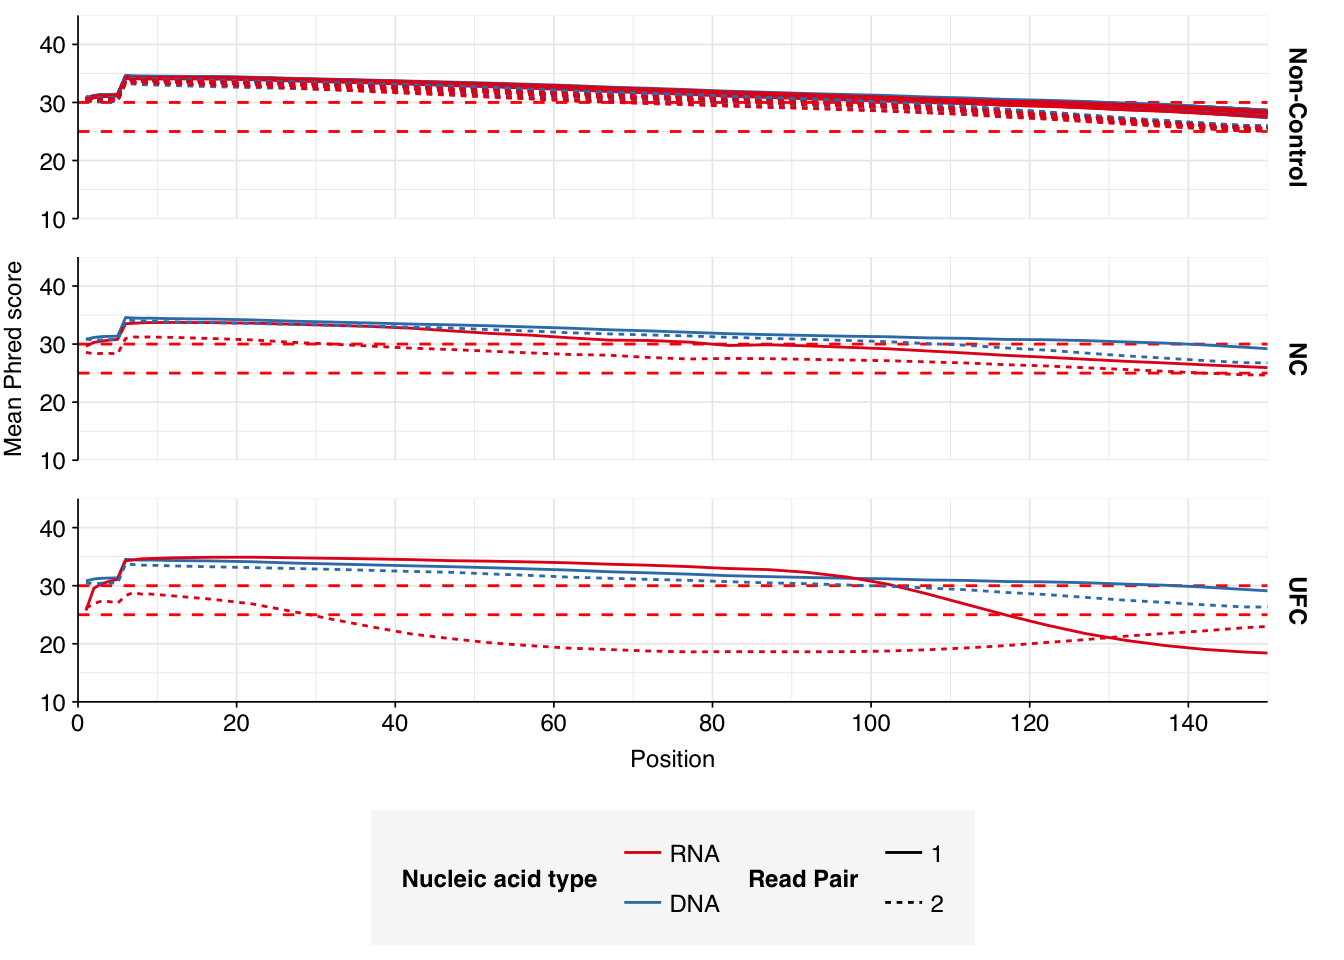 40
30
20
10
Non-Control
Mean Phred score
40
30
20
10
NC
40
30
20
10
UFC
0 20 40 60 80 100 120 140
Position
Nucleic acid type
RNA
DNA
Read Pair
1
2